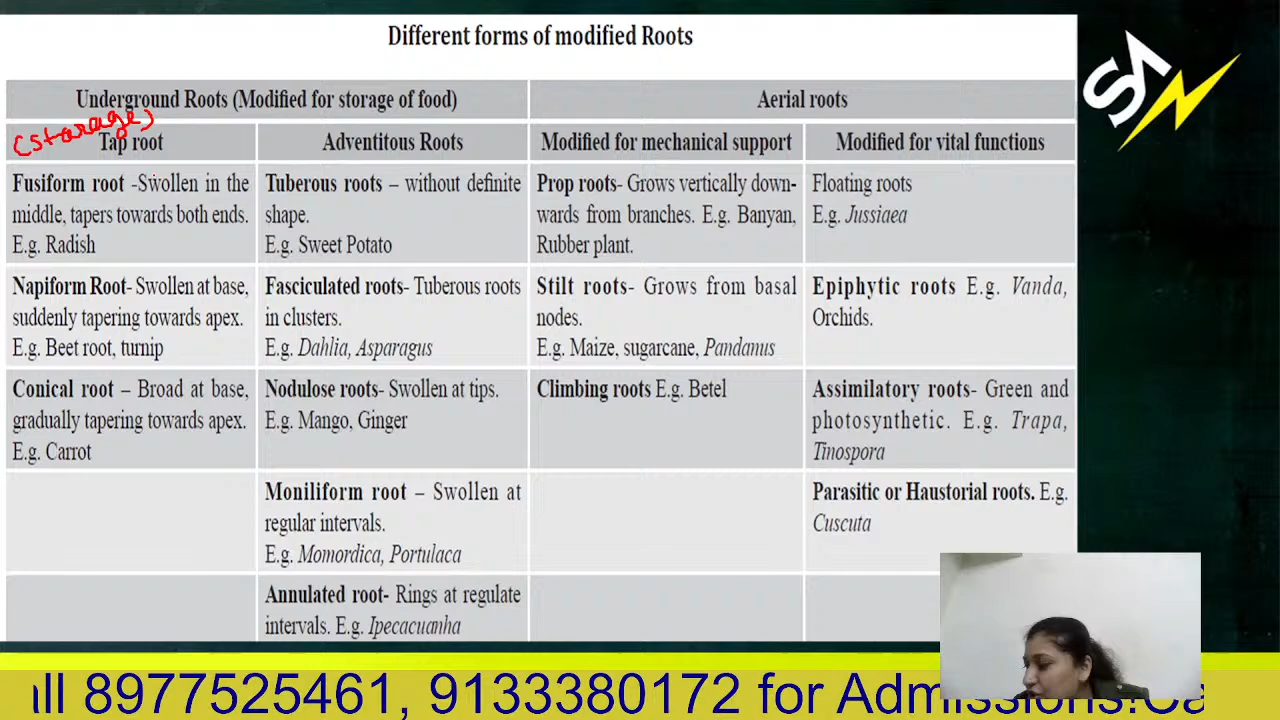 Different forms of modified Roots
SAN
Underground Roots (Modified for storage of food)
Aerial roots
(storage)
Tap root
Adventitous Roots
Modified for mechanical support
Modified for vital functions
Fusiform root -Swollen in the
middle, tapers towards both ends.
E.g. Radish
Tuberous roots – without definite
shape.
E.g. Sweet Potato
Prop roots- Grows vertically down-
wards from branches. E.g. Banyan,
Rubber plant.
Floating roots
E.g. Jussiaea
Napiform Root- Swollen at base,
suddenly tapering towards apex.
E.g. Beet root, turnip
Fasciculated roots- Tuberous roots
in clusters.
E.g. Dahlia, Asparagus
Stilt roots- Grows from basal
nodes.
E.g. Maize, sugarcane, Pandanus
Epiphytic roots E.g. Vanda,
Orchids.
Conical root – Broad at base,
gradually tapering towards apex.
E.g. Carrot
Nodulose roots- Swollen at tips.
E.g. Mango, Ginger
Climbing roots E.g. Betel
Assimilatory roots- Green and
photosynthetic. E.g. Trapa,
Tinospora
Moniliform root – Swollen at
regular intervals.
E.g. Momordica, Portulaca
Parasitic or Haustorial roots. E.g.
Cuscuta
Annulated root- Rings at regulate
intervals. E.g. Ipecacuanha
all 8977525461, 9133380172 for Admissions!Ca